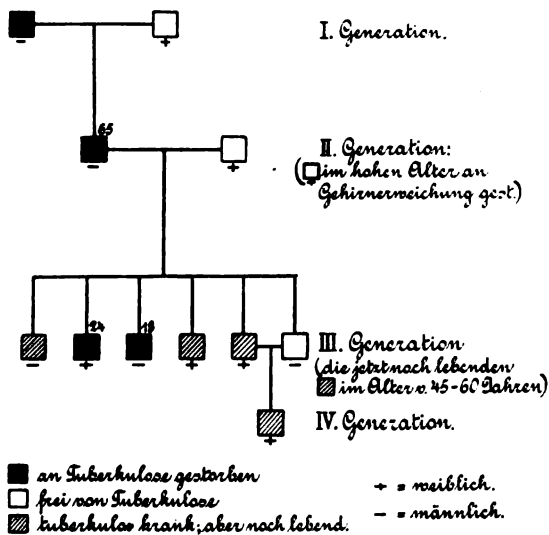 I. Generation.
65
II. Generation:
(im hohen Alter an
Gehirnerweichung gest.)
24
18
III. Generation
(die jetzt noch lebenden
im Alter v. 45-60 Jahren)
IV. Generation.
an Tuberkulose gestorben
frei von Tuberkulose
tuberkulos krank; aber noch lebend.
+ = weiblich.
- = männlich.